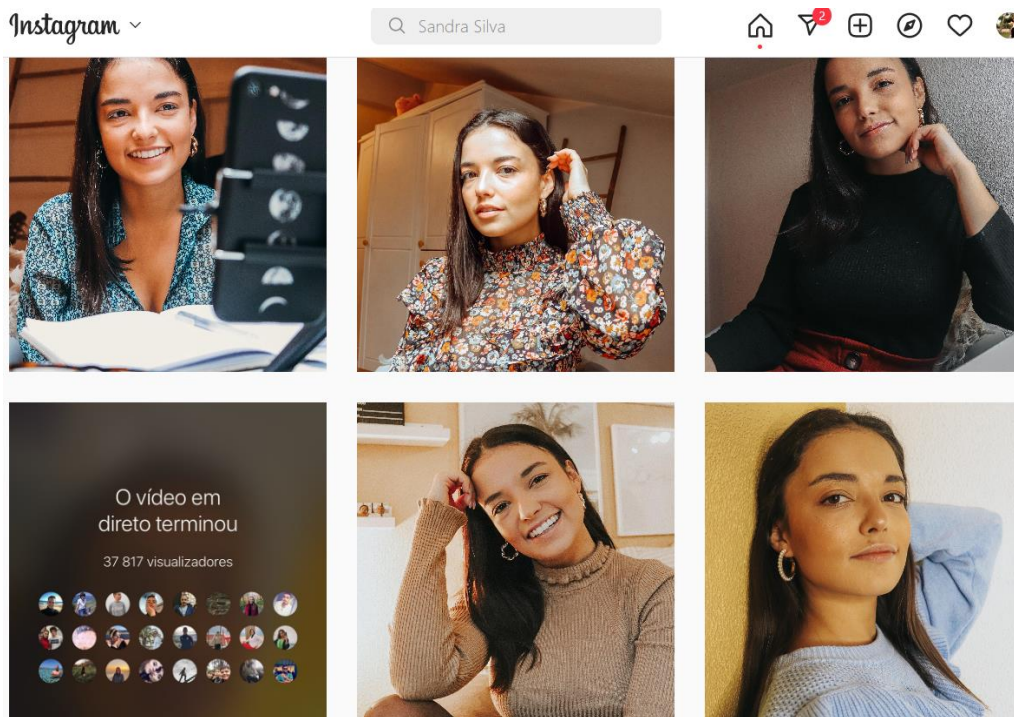 Instagram
Sandra Silva
2
O vídeo em
direto terminou
37 817 visualizadores